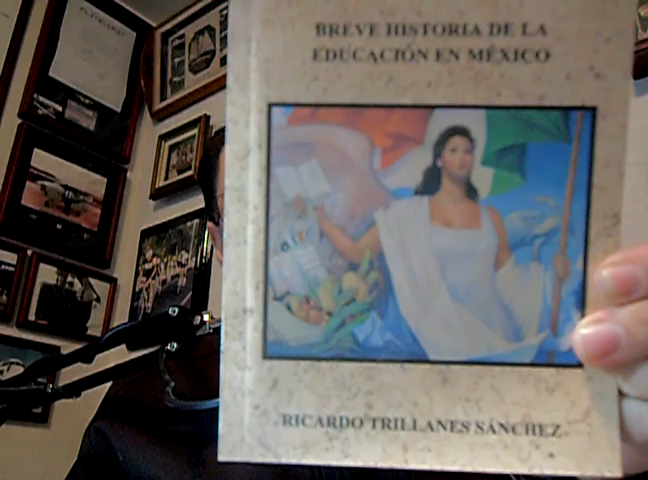 BREVE HISTORIA DE LA
EDUCACIÓN EN MÉXICO
RICARDO TRILLANES SÁNCHEZ